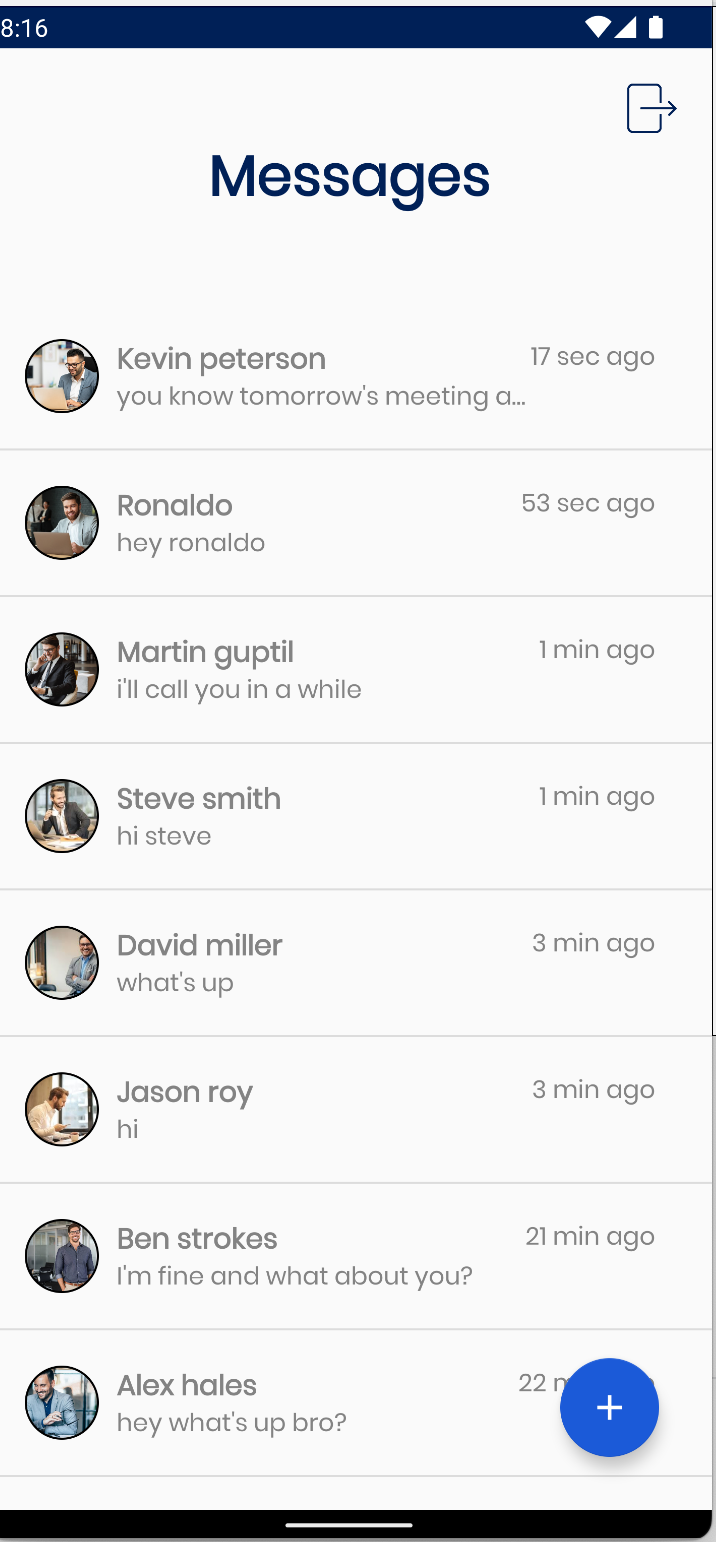 8:16
Messages
Kevin peterson 17 sec ago
you know tomorrow's meeting a...
Ronaldo 53 sec ago
hey ronaldo
Martin guptil 1 min ago
i'll call you in a while
Steve smith 1 min ago
hi steve
David miller 3 min ago
what's up
Jason roy 3 min ago
hi
Ben strokes 21 min ago
I'm fine and what about you?
Alex hales 22
hey what's up bro?
+